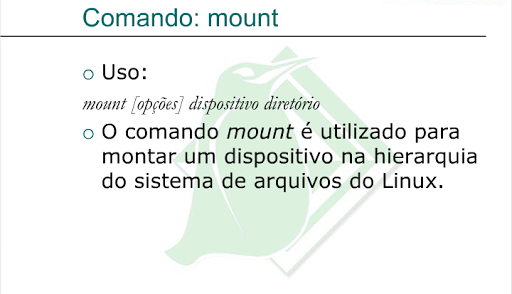 Comando: mount
Uso:
mount [opções] dispositivo diretório
O comando mount é utilizado para
montar um dispositivo na hierarquia
do sistema de arquivos do Linux.